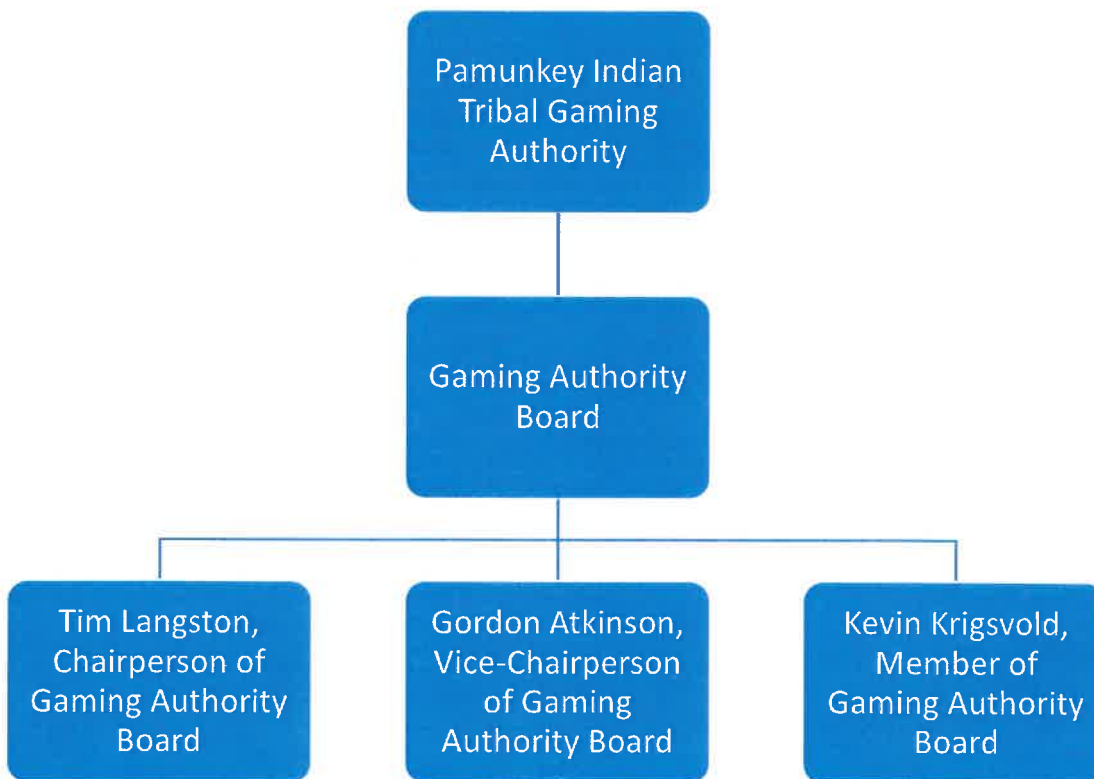 Pamunkey Indian
Tribal Gaming
Authority
Gaming Authority
Board
Tim Langston,
Chairperson of
Gaming Authority
Board
Gordon Atkinson,
Vice-Chairperson
of Gaming
Authority Board
Kevin Krigsvold,
Member of
Gaming Authority
Board